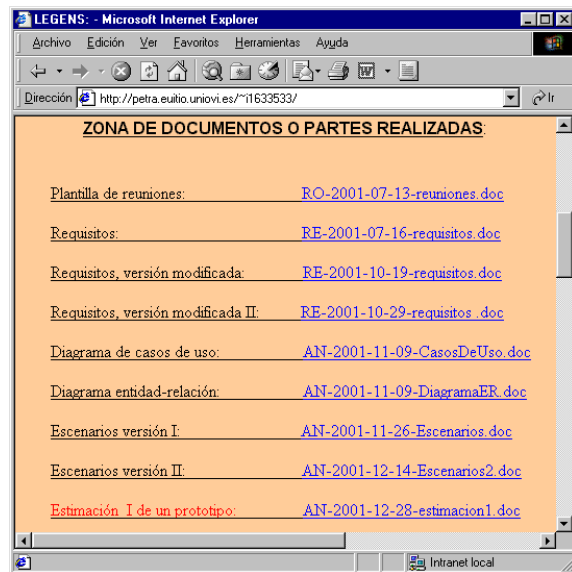 LEGENS: - Microsoft Internet Explorer
Archivo Edición Ver Favoritos Herramientas Ayuda
Dirección http://petra.euitio.uniovi.es/~i1633533/ Ir
ZONA DE DOCUMENTOS O PARTES REALIZADAS:
Plantilla de reuniones: RO-2001-07-13-reuniones.doc
Requisitos: RE-2001-07-16-requisitos.doc
Requisitos, versión modificada: RE-2001-10-19-requisitos.doc
Requisitos, versión modificada II: RE-2001-10-29-requisitos .doc
Diagrama de casos de uso: AN-2001-11-09-CasosDeUso.doc
Diagrama entidad-relación: AN-2001-11-09-DiagramaER.doc
Escenarios versión I: AN-2001-11-26-Escenarios.doc
Escenarios versión II: AN-2001-12-14-Escenarios2.doc
Estimación I de un prototipo: AN-2001-12-28-estimacion1.doc
Intranet local